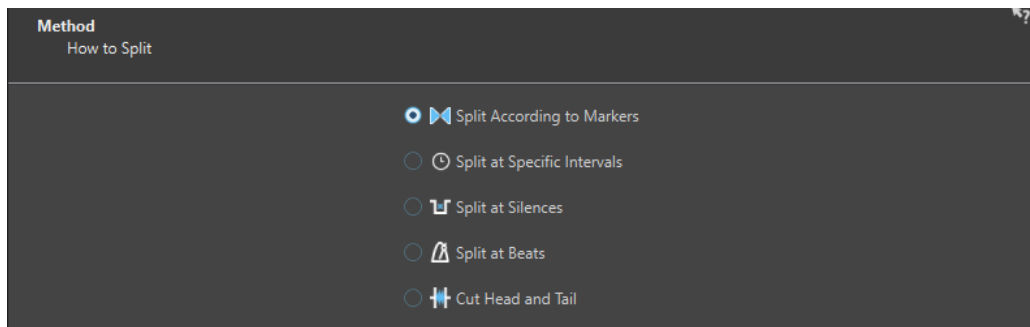 Method
How to Split
Split According to Markers
Split at Specific Intervals
Split at Silences
Split at Beats
Cut Head and Tail